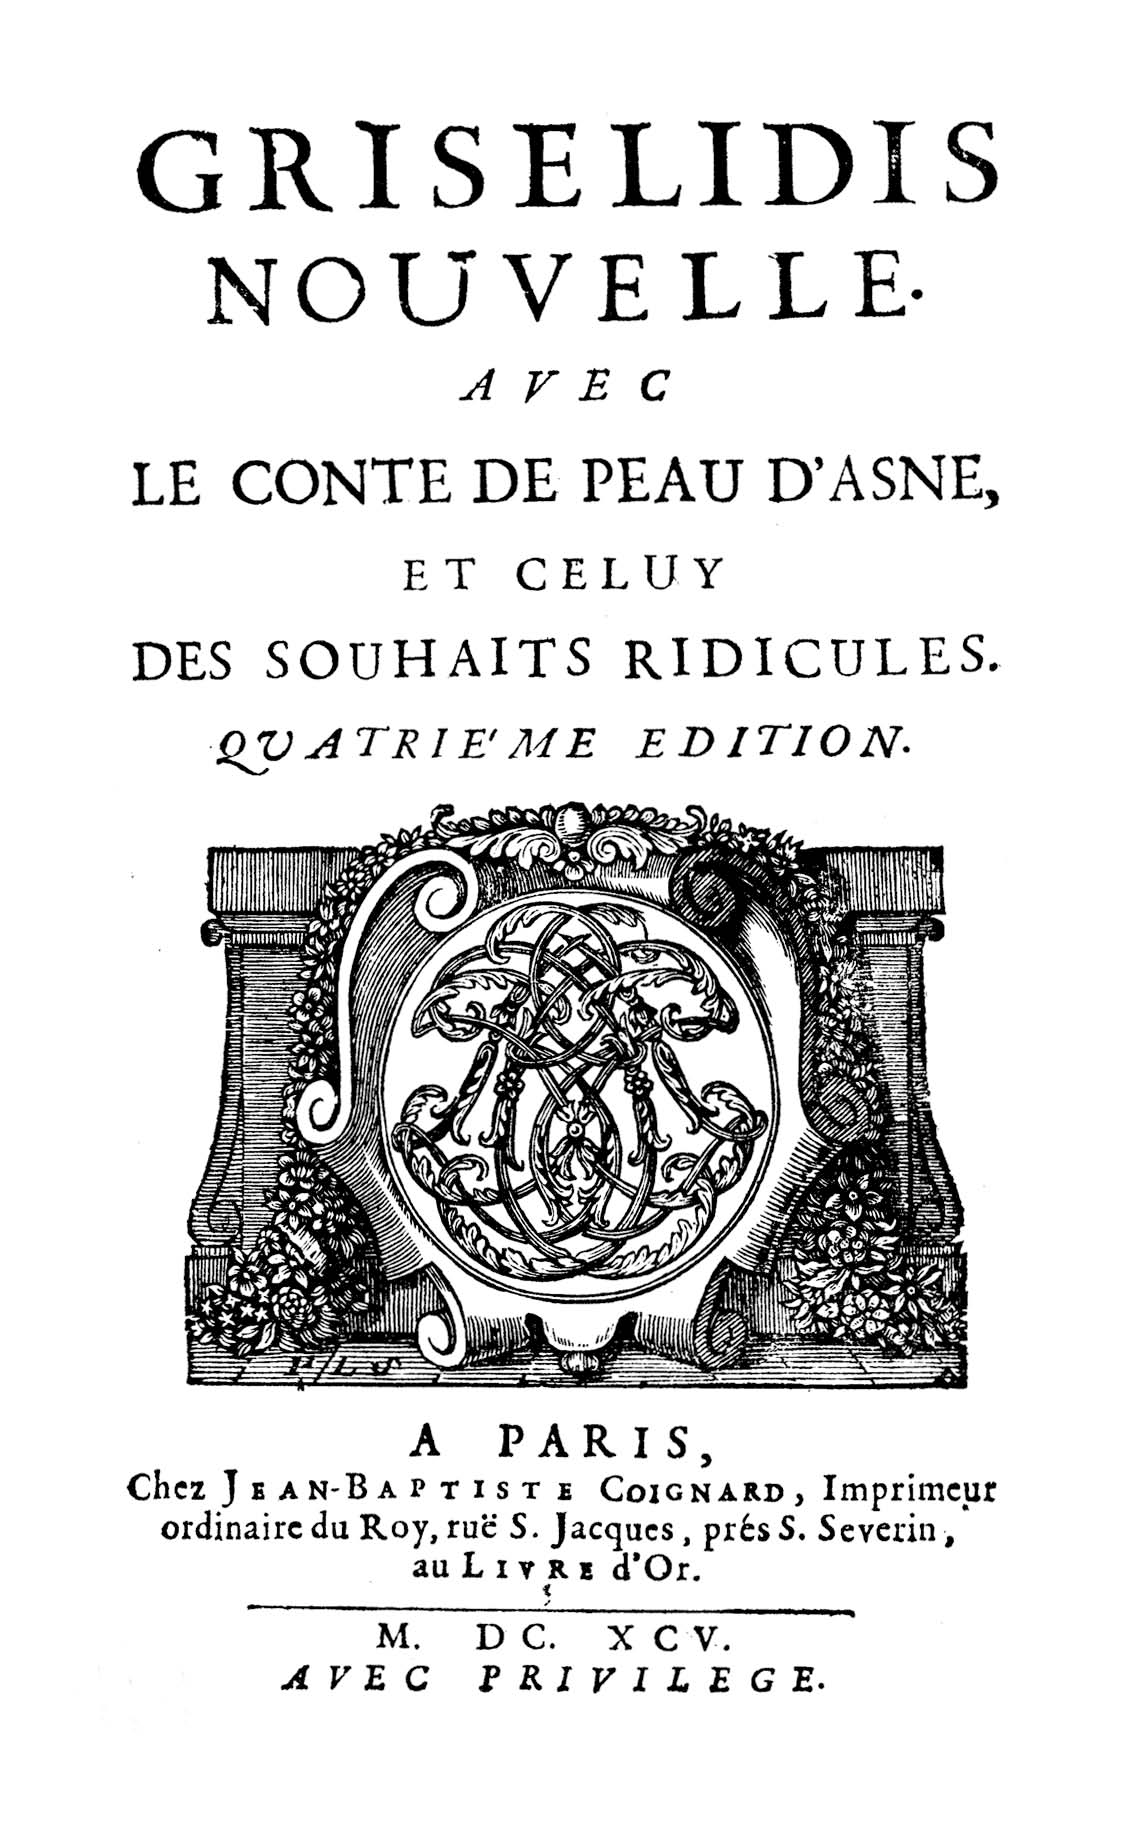 GRISELIDIS
NOUVELLE.
AVEC
LE CONTE DE PEAU D'ASNE,
ET CELUY
DES SOUHAITS RIDICULES.
QVATRIE'ME EDITION.
A PARIS,
Chez JEAN-BAPTISTE COIGNARD, Imprimeur
ordinaire du Roy, ruë S. Jacques, prés S. Severin,
au LIVRE d'Or.
M. DC. XCV.
AVEC PRIVILEGE.